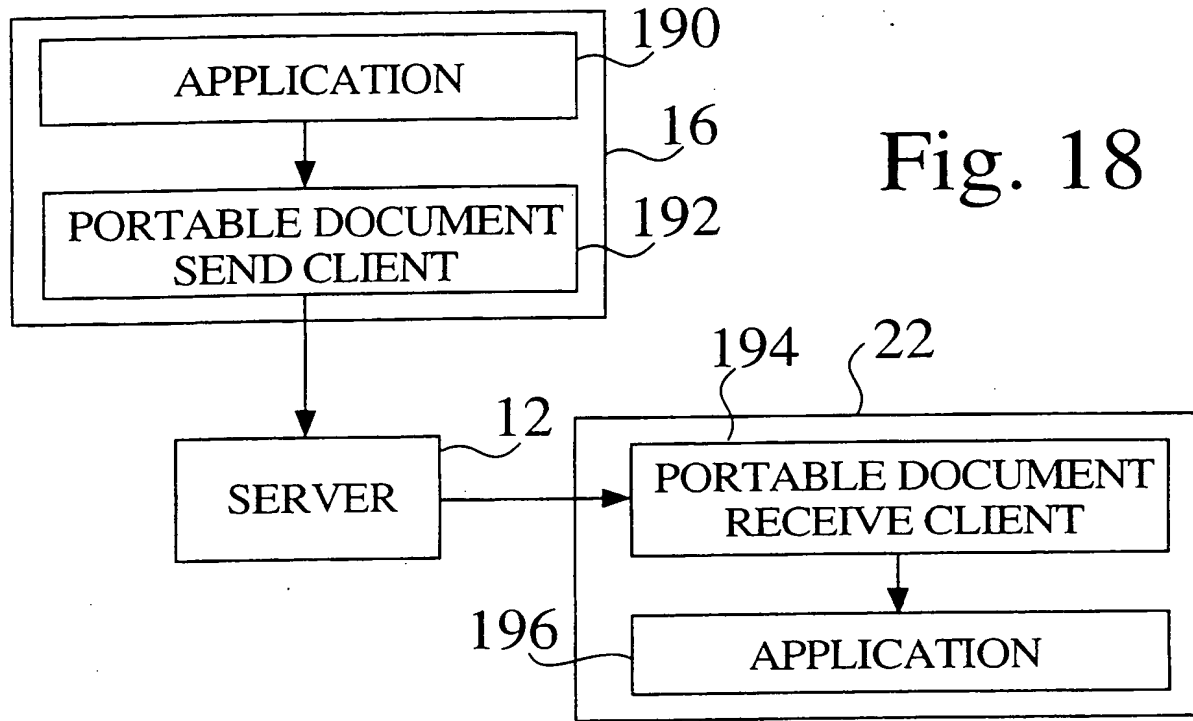 190
APPLICATION
16
Fig. 18
PORTABLE DOCUMENT
SEND CLIENT
192
194
22
12
SERVER
PORTABLE DOCUMENT
RECEIVE CLIENT
196
APPLICATION